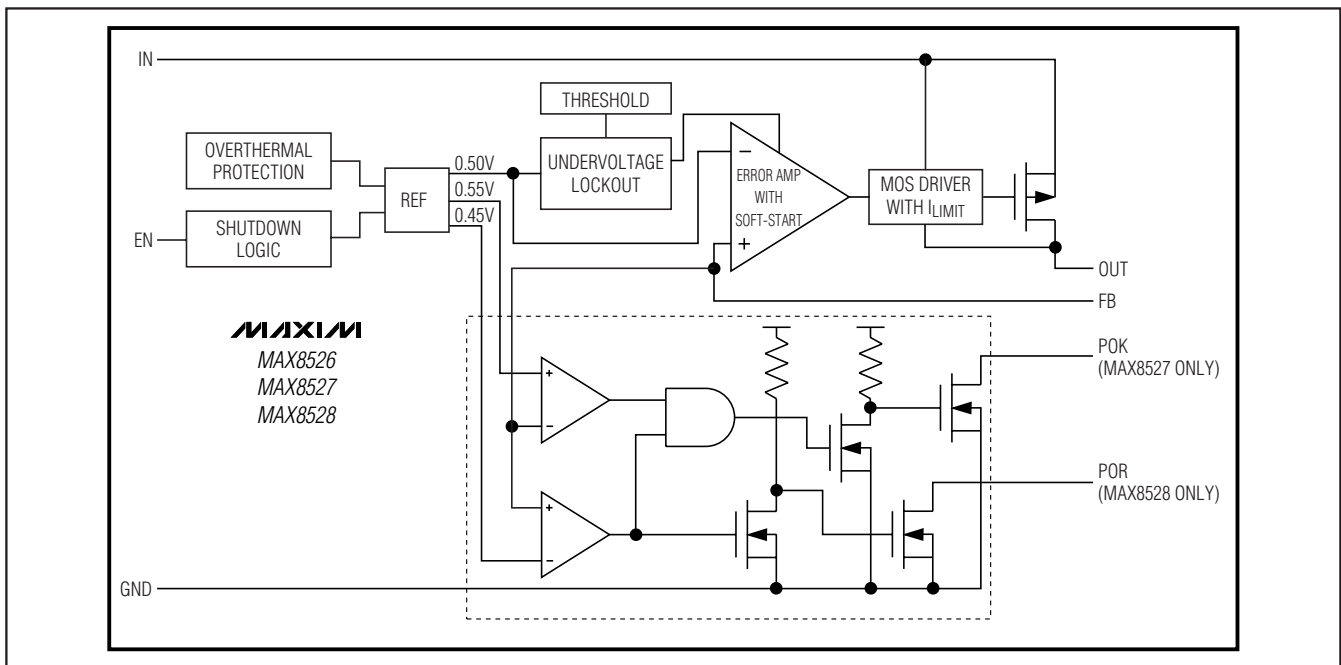 IN
THRESHOLD
OVERTHERMAL
PROTECTION
0.50V
UNDERVOLTAGE
LOCKOUT
−
ERROR AMP
WITH
SOFT-START
+
MOS DRIVER
WITH ILIMIT
REF
0.55V
0.45V
EN
SHUTDOWN
LOGIC
OUT
FB
MAXIM
MAX8526
MAX8527
MAX8528
+
−
POK
(MAX8527 ONLY)
+
−
POR
(MAX8528 ONLY)
GND